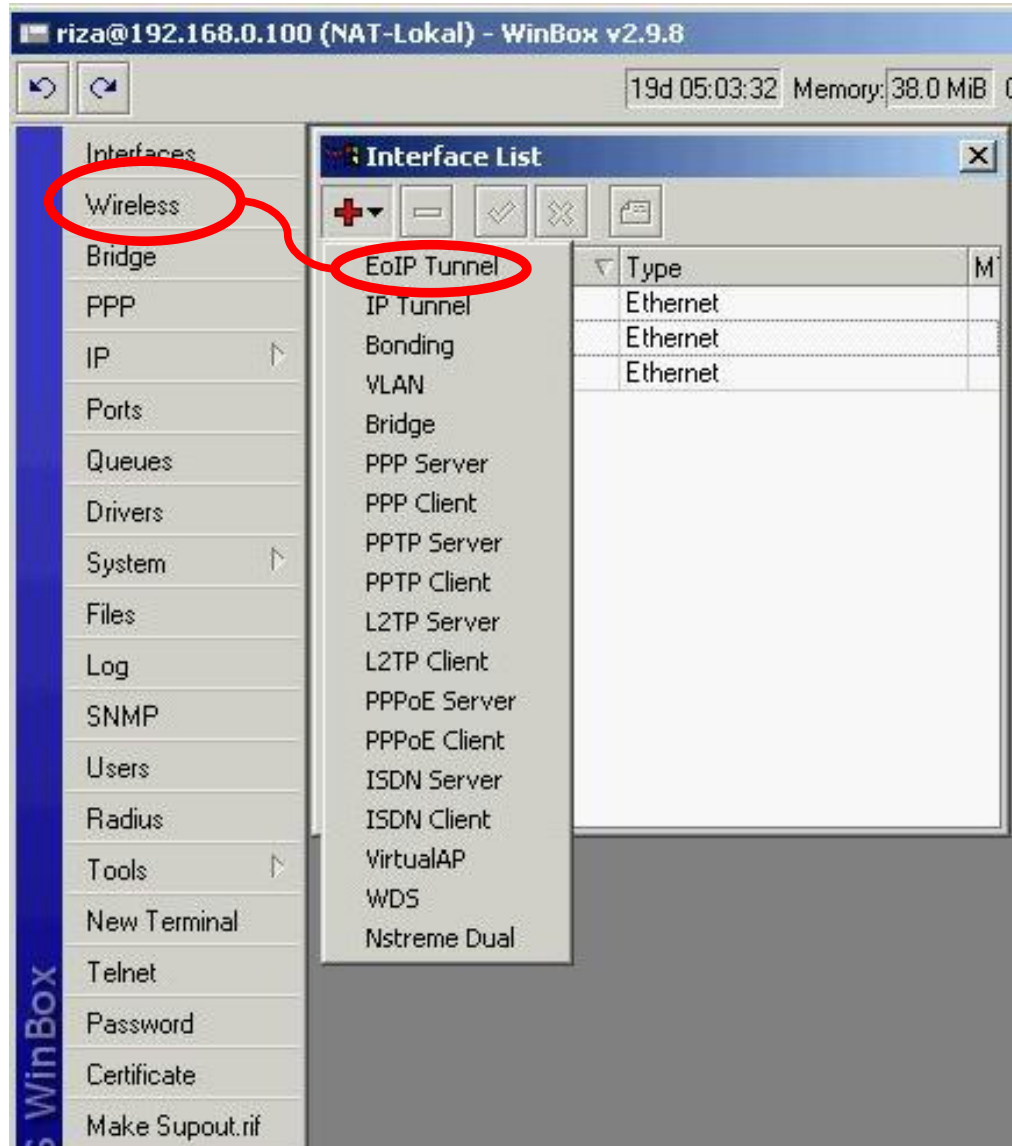 riza@192.168.0.100 (NAT-Lokal) - WinBox v2.9.8
19d 05:03:32 Memory: 38.0 MiB
Interfaces
Wireless
Bridge
PPP
IP
Ports
Queues
Drivers
System
Files
Log
SNMP
Users
Radius
Tools
New Terminal
Telnet
Password
Certificate
Make Supout.rif
WinBox
Interface List
Type
Ethernet
Ethernet
Ethernet
EoIP Tunnel
IP Tunnel
Bonding
VLAN
Bridge
PPP Server
PPP Client
PPTP Server
PPTP Client
L2TP Server
L2TP Client
PPPoE Server
PPPoE Client
ISDN Server
ISDN Client
VirtualAP
WDS
Nstreme Dual